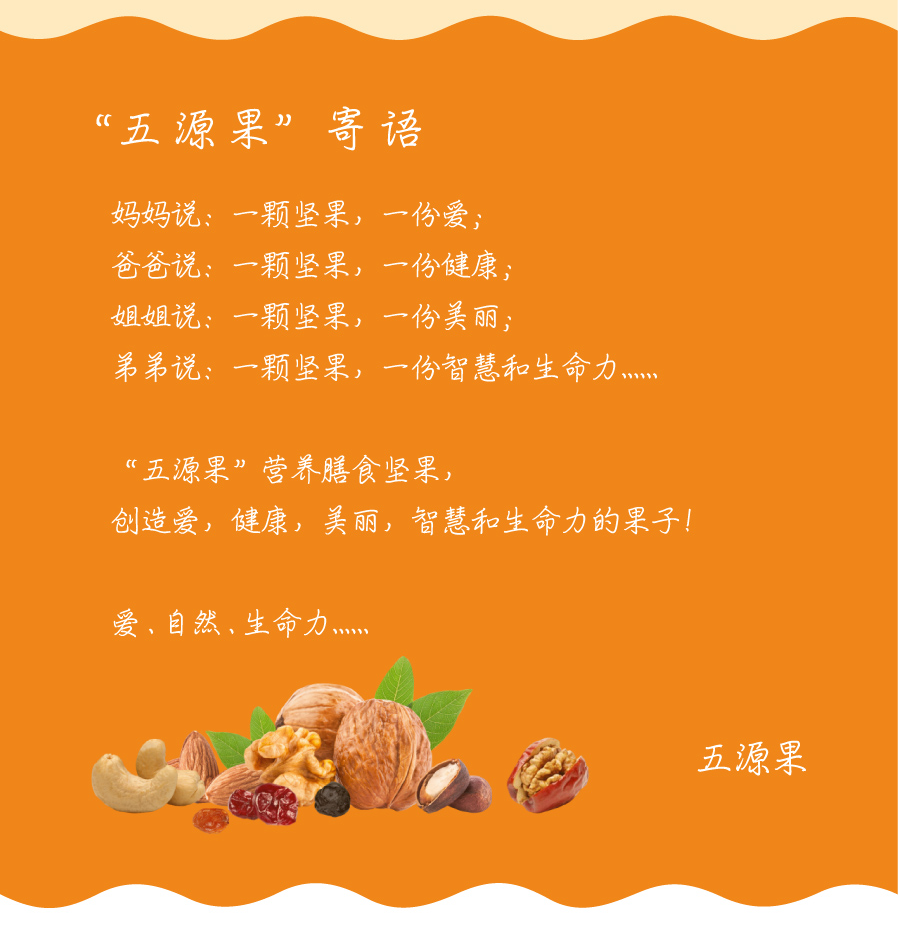 “五源果”寄语
妈妈说：一颗坚果，一份爱；
爸爸说：一颗坚果，一份健康；
姐姐说：一颗坚果，一份美丽；
弟弟说：一颗坚果，一份智慧和生命力……
“五源果”营养膳食坚果，
创造爱，健康，美丽，智慧和生命力的果子！
爱、自然、生命力……
五源果